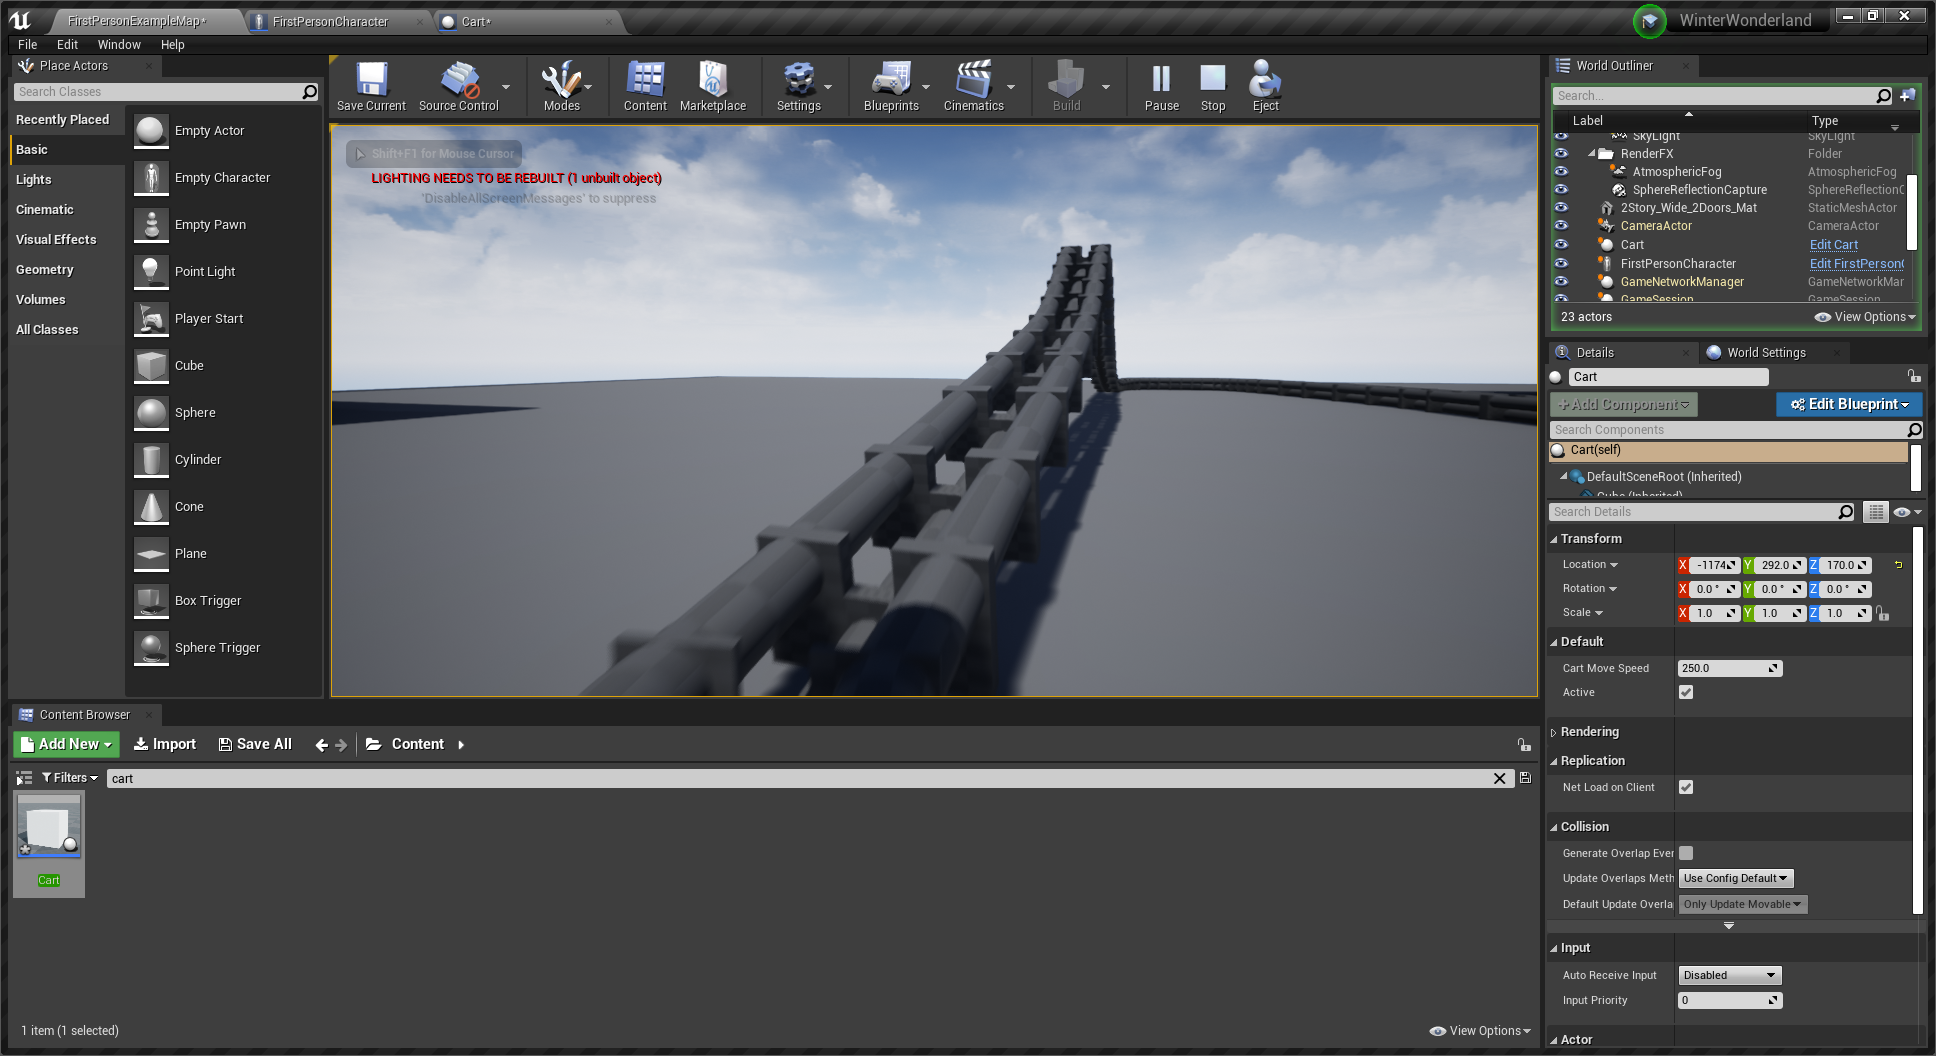 FirstPersonExampleMap*
FirstPersonCharacter
Cart*
WinterWonderland
File
Edit
Window
Help
Place Actors
Search Classes
Recently Placed
Basic
Lights
Cinematic
Visual Effects
Geometry
Volumes
All Classes
Empty Actor
Empty Character
Empty Pawn
Point Light
Player Start
Cube
Sphere
Cylinder
Cone
Plane
Box Trigger
Sphere Trigger
Save Current
Source Control
Modes
Content
Marketplace
Settings
Blueprints
Cinematics
Build
Pause
Stop
Eject
Shift+F1 for Mouse Cursor
LIGHTING NEEDS TO BE REBUILT (1 unbuilt object)
'DisableAllScreenMessages' to suppress
World Outliner
Search...
Label
Type
SkyLight
SkyLight
RenderFX
Folder
AtmosphericFog
AtmosphericFog
SphereReflectionCapture
SphereReflectionC
2Story_Wide_2Doors_Mat
StaticMeshActor
CameraActor
CameraActor
Cart
Edit Cart
FirstPersonCharacter
Edit FirstPersonC
GameNetworkManager
GameNetworkMar
GameSession
GameSession
23 actors
View Options
Details
World Settings
Cart
+Add Component
Edit Blueprint
Search Components
Cart(self)
DefaultSceneRoot (Inherited)
Cube (Inherited)
Search Details
Transform
Location
X -1174
Y 292.0
Z 170.0
Rotation
X 0.0 °
Y 0.0 °
Z 0.0 °
Scale
X 1.0
Y 1.0
Z 1.0
Default
Cart Move Speed
250.0
Active
Rendering
Replication
Net Load on Client
Collision
Generate Overlap Ever
Update Overlaps Meth
Use Config Default
Default Update Overla
Only Update Movable
Input
Auto Receive Input
Disabled
Input Priority
0
Actor
Content Browser
Add New
Import
Save All
Content
Filters
cart
Cart
1 item (1 selected)
View Options